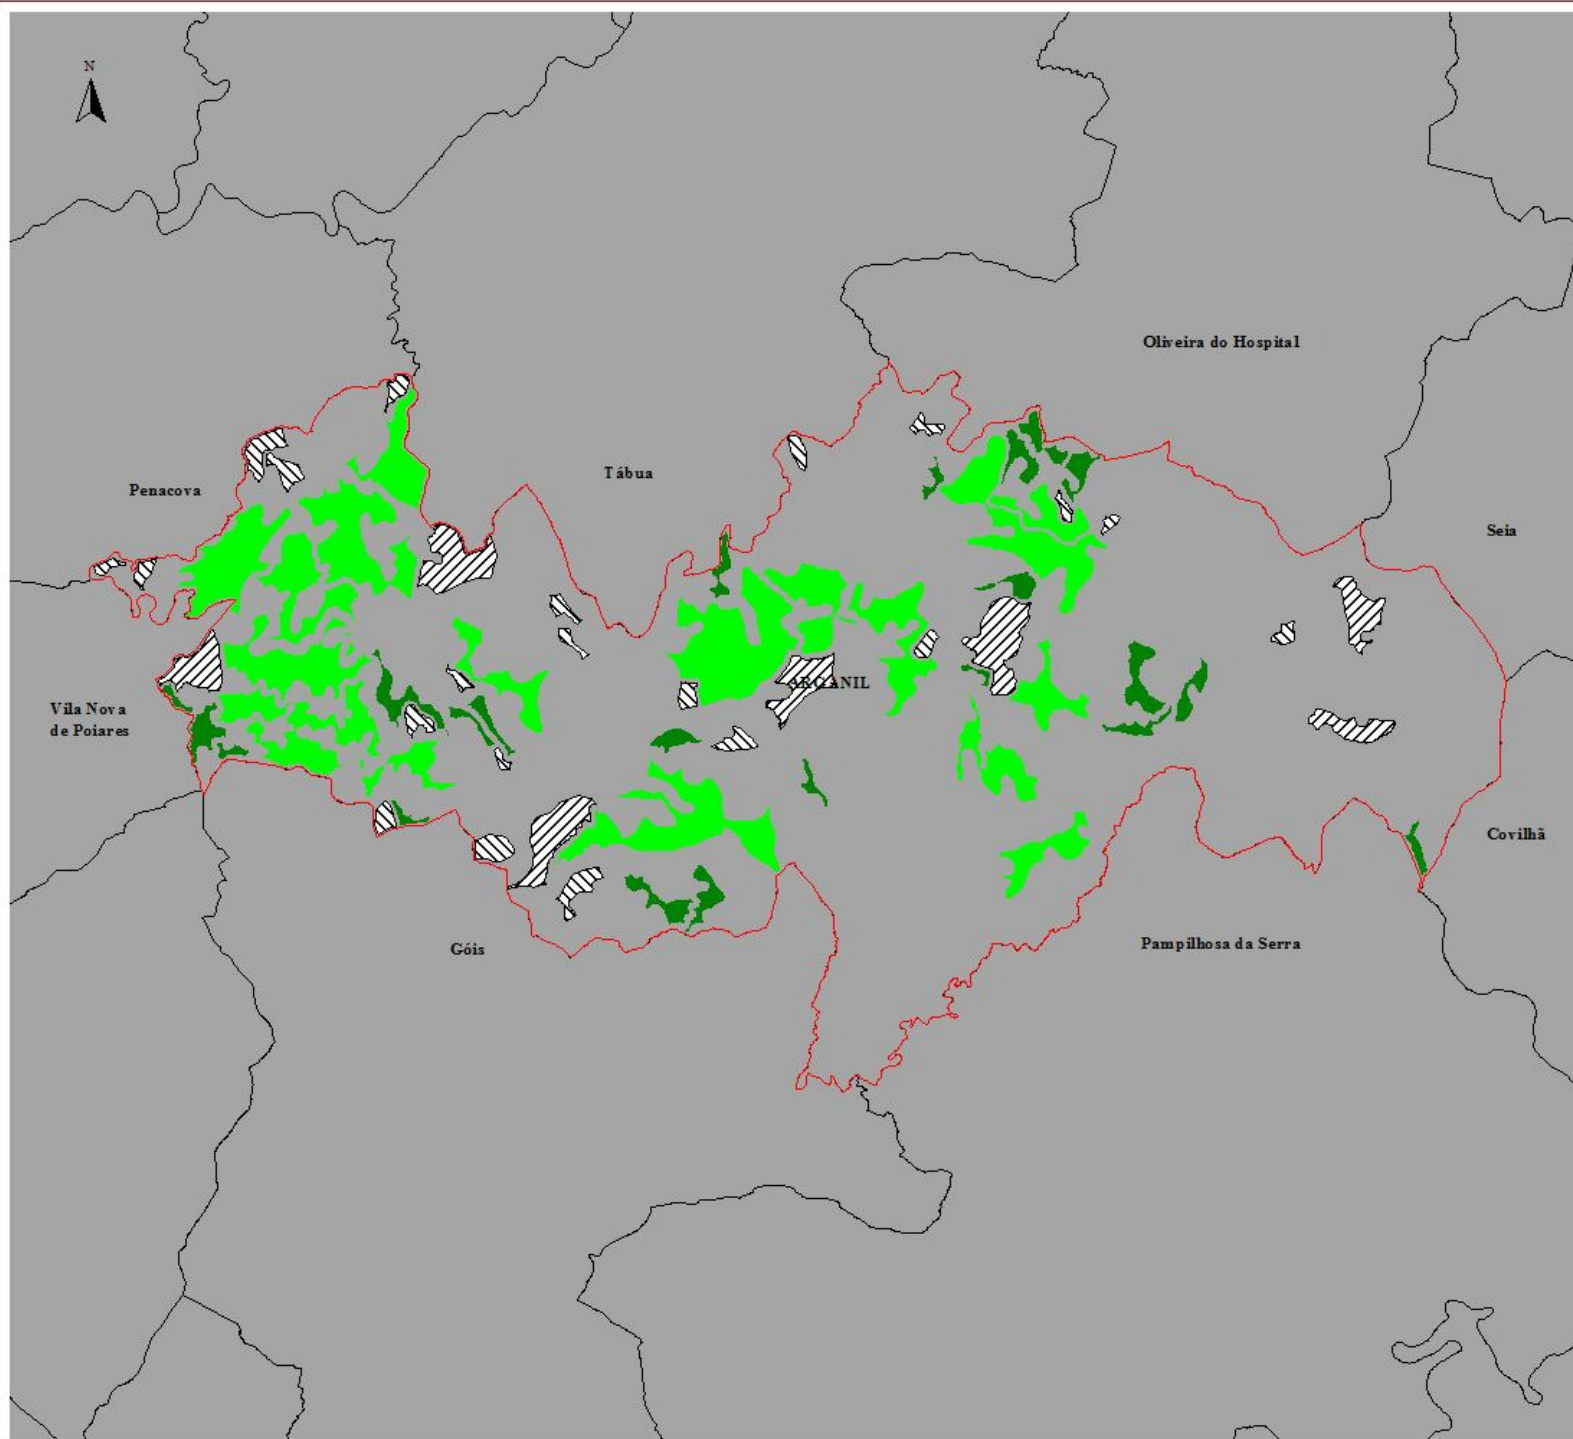 N
Oliveira do Hospital
Tábua
Penacova
Seia
ARGANIL
Vila Nova
de Poiares
Covilhã
Góis
Pampilhosa da Serra